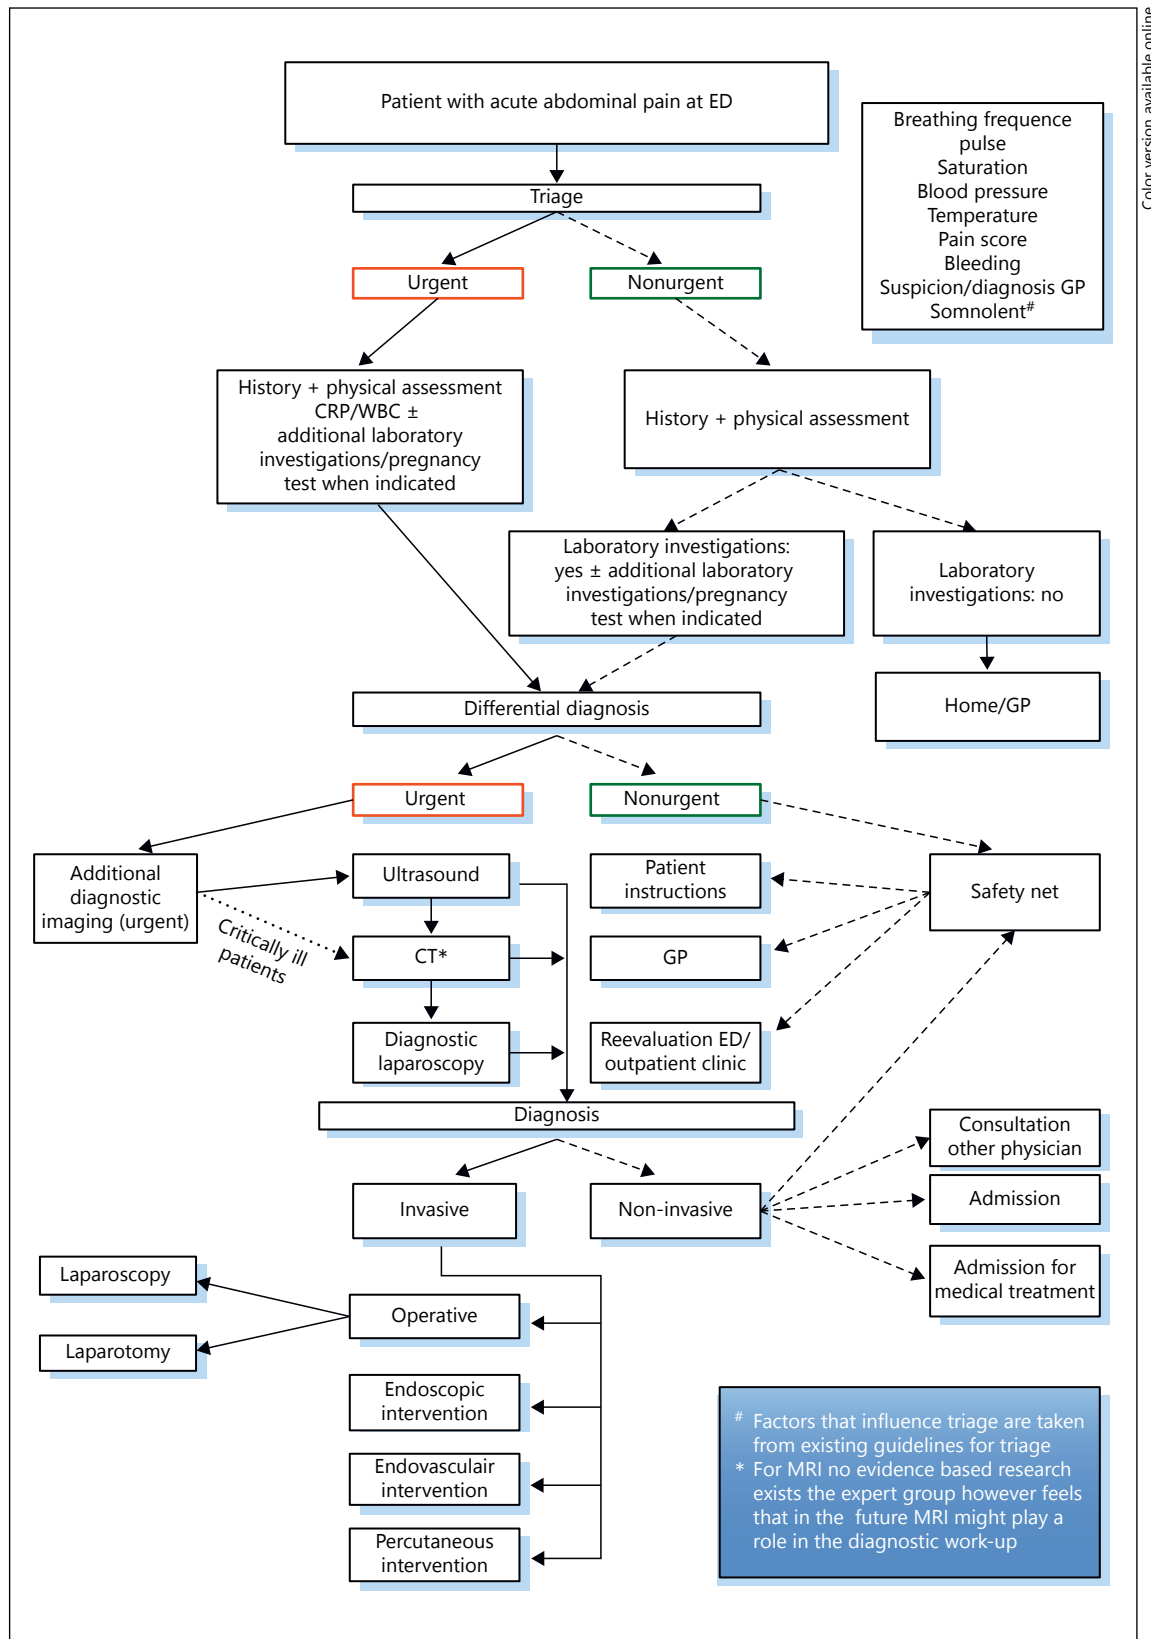 Color version available online
Patient with acute abdominal pain at ED
Breathing frequence
pulse
Saturation
Blood pressure
Temperature
Pain score
Bleeding
Suspicion/diagnosis GP
Somnolent#
Triage
Urgent
Nonurgent
History + physical assessment
CRP/WBC ±
additional laboratory
investigations/pregnancy
test when indicated
History + physical assessment
Laboratory investigations:
yes ± additional laboratory
investigations/pregnancy
test when indicated
Laboratory
investigations: no
Home/GP
Differential diagnosis
Urgent
Nonurgent
Additional
diagnostic
imaging (urgent)
Critically ill
patients
Ultrasound
CT*
Diagnostic
laparoscopy
Patient
instructions
GP
Reevaluation ED/
outpatient clinic
Safety net
Diagnosis
Invasive
Non-invasive
Consultation
other physician
Admission
Admission for
medical treatment
Laparoscopy
Laparotomy
Operative
Endoscopic
intervention
Endovasculair
intervention
Percutaneous
intervention
# Factors that influence triage are taken
from existing guidelines for triage
* For MRI no evidence based research
exists the expert group however feels
that in the future MRI might play a
role in the diagnostic work-up